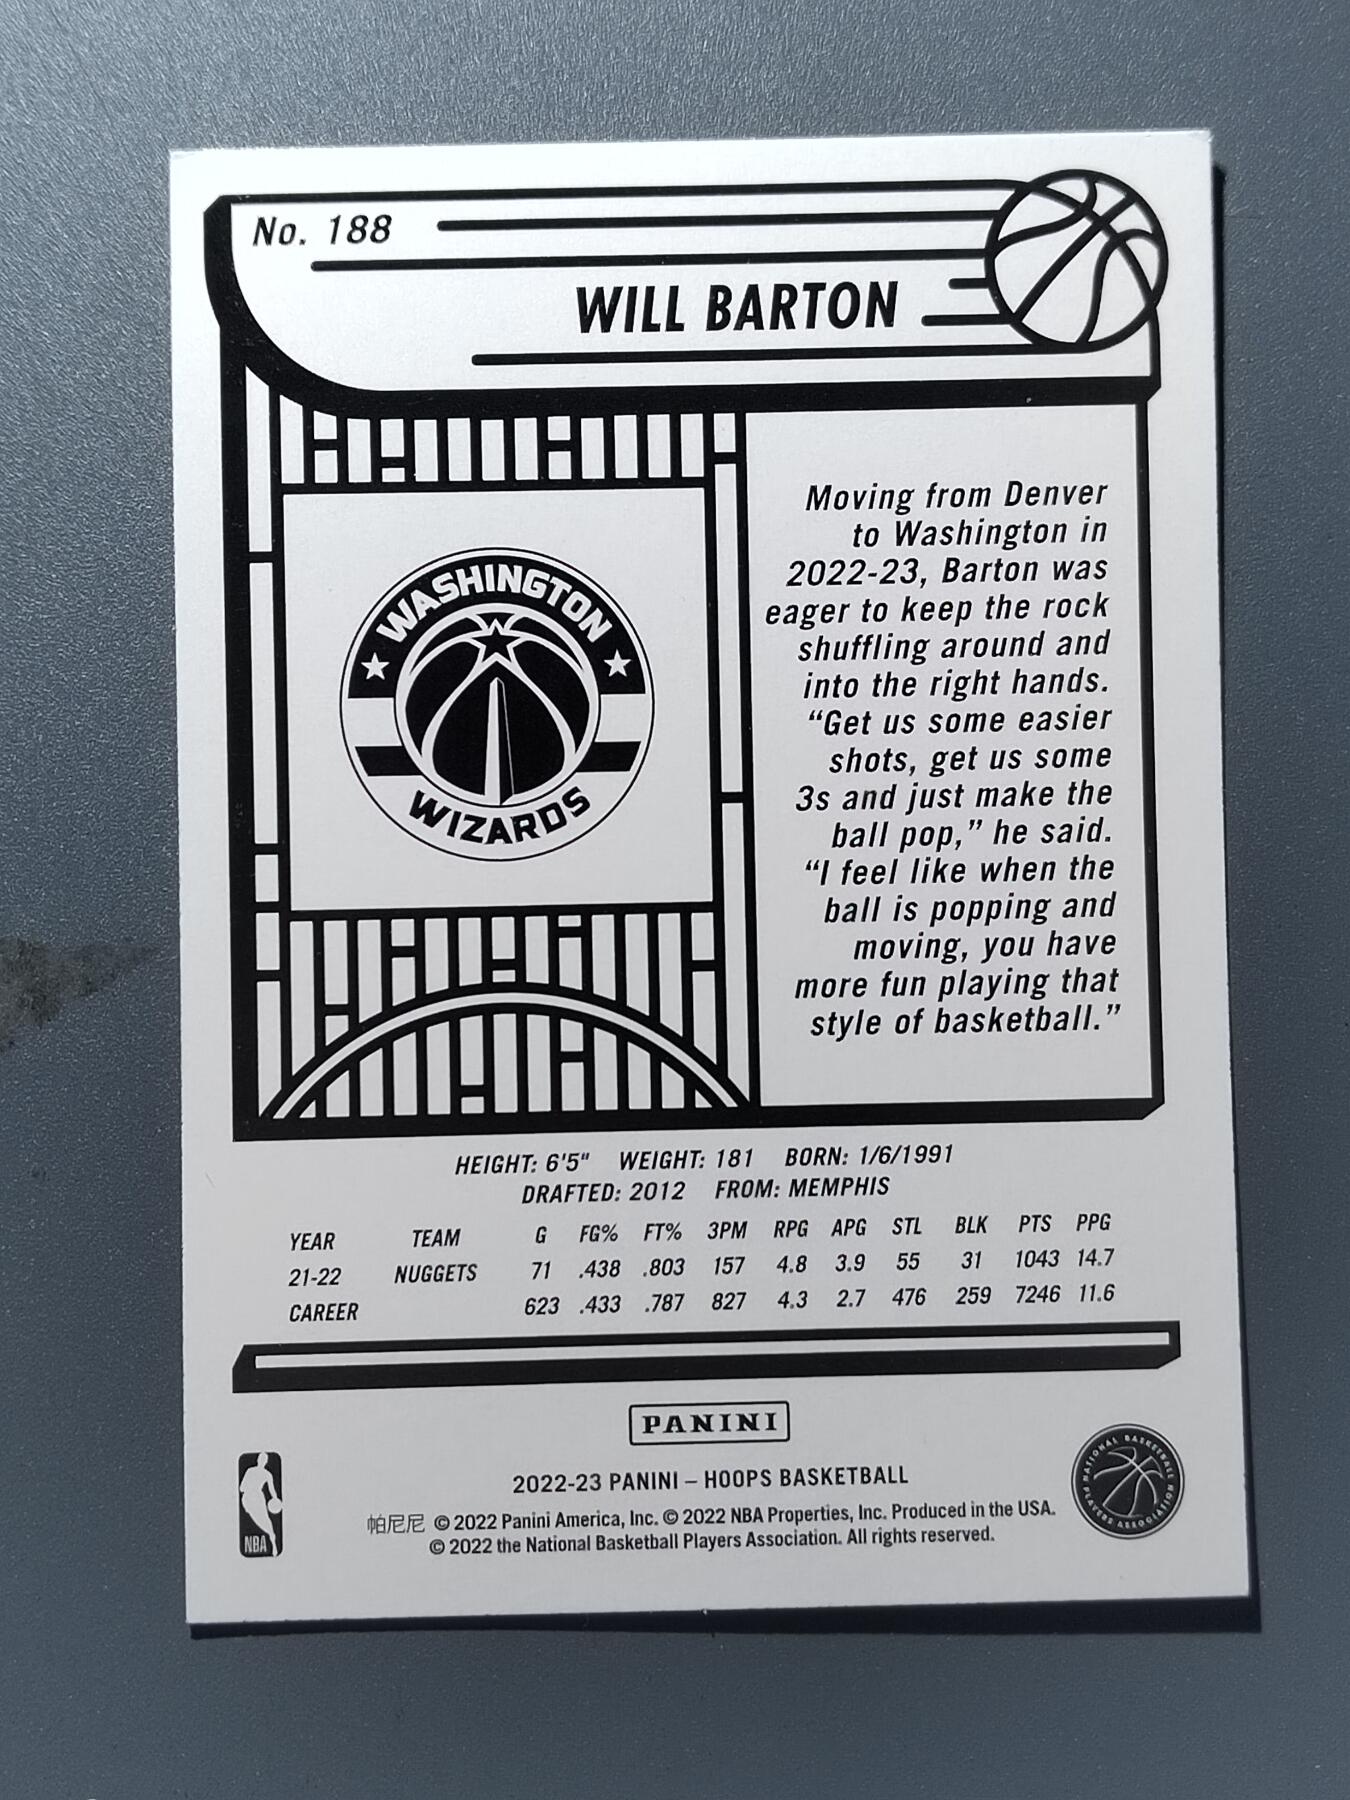 No. 188
WILL BARTON
WASHINGTON
WIZARDS
Moving from Denver
to Washington in
2022-23, Barton was
eager to keep the rock
shuffling around and
into the right hands.
“Get us some easier
shots, get us some
3s and just make the
ball pop,” he said.
“I feel like when the
ball is popping and
moving, you have
more fun playing that
style of basketball.”
HEIGHT: 6'5" WEIGHT: 181 BORN: 1/6/1991
DRAFTED: 2012 FROM: MEMPHIS
YEAR TEAM G FG% FT% 3PM RPG APG STL BLK PTS PPG
21-22 NUGGETS 71 .438 .803 157 4.8 3.9 55 31 1043 14.7
CAREER 623 .433 .787 827 4.3 2.7 476 259 7246 11.6
PANINI
2022-23 PANINI – HOOPS BASKETBALL
帕尼尼 © 2022 Panini America, Inc. © 2022 NBA Properties, Inc. Produced in the USA.
© 2022 the National Basketball Players Association. All rights reserved.
NBA
NATIONAL BASKETBALL
PLAYERS ASSOCIATION